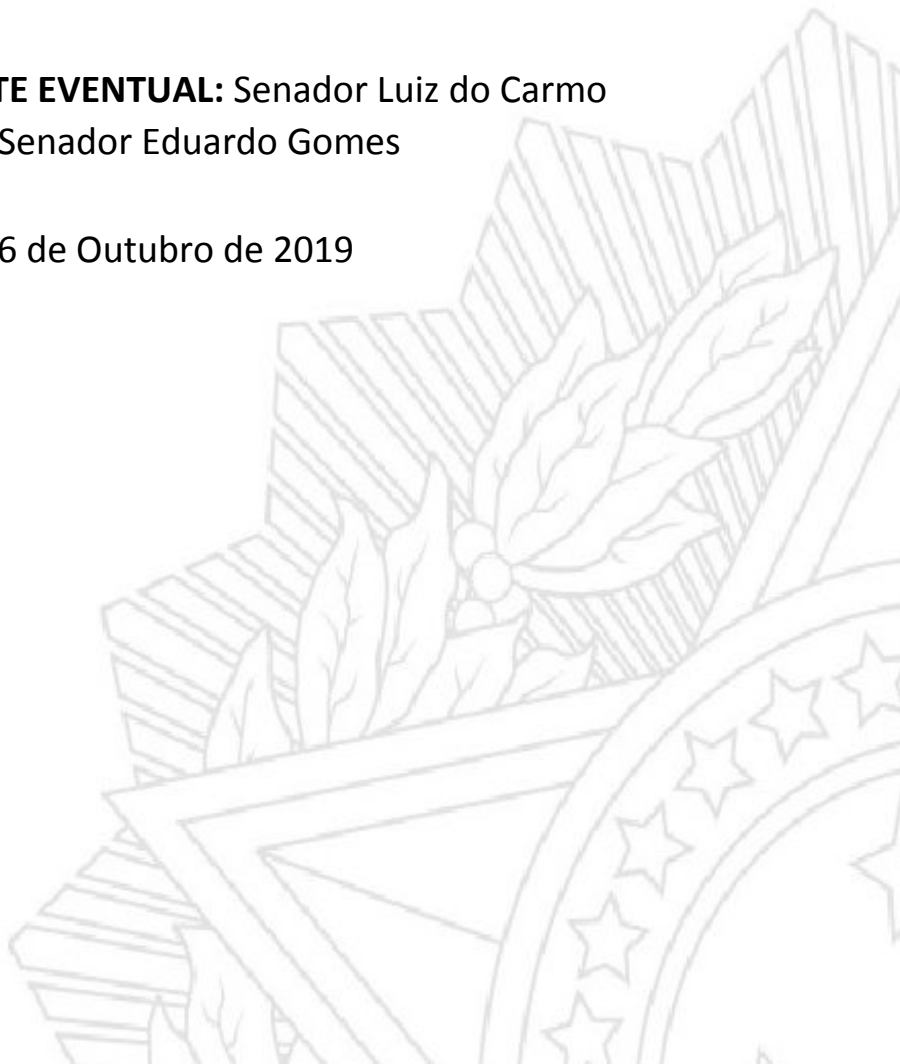 TE EVENTUAL: Senador Luiz do Carmo
Senador Eduardo Gomes
6 de Outubro de 2019